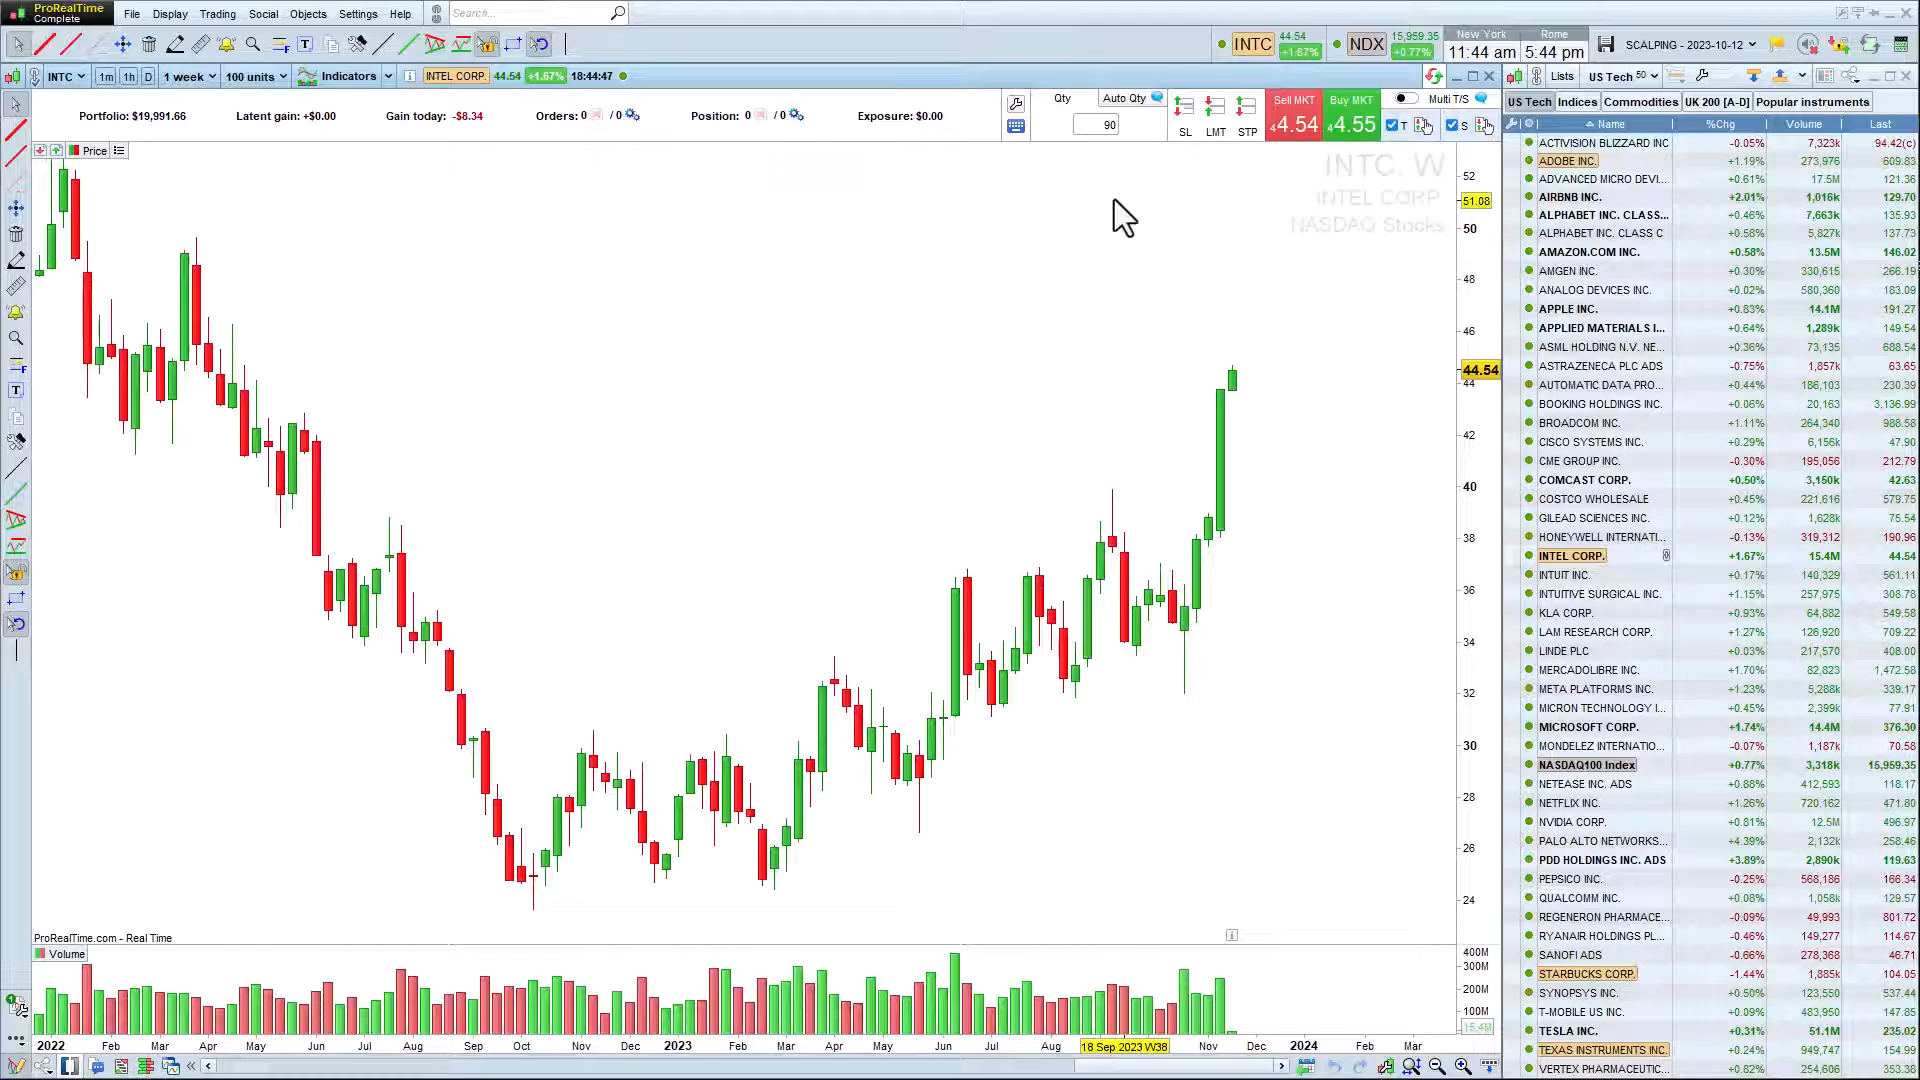 ProRealTime
Complete
File Display Trading Social Objects Settings Help
Search...
INTC 44.54 +1.67%
NDX 15,959.35 +0.77%
New York 11:44 am
Rome 5:44 pm
SCALPING - 2023-10-12
INTC 1m 1h D 1 week 100 units Indicators INTEL CORP. 44.54 +1.67% 18:44:47
Lists US Tech 50
Portfolio: $19,991.66 Latent gain: +$0.00 Gain today: -$8.34 Orders: 0 / 0 Position: 0 / 0 Exposure: $0.00
Qty Auto Qty
90
SL LMT STP
Sell MKT 44.54
Buy MKT 44.55
Multi T/S
T S
US Tech Indices Commodities UK 200 [A-D] Popular instruments
Name %Chg Volume Last
ACTIVISION BLIZZARD INC -0.05% 7,323k 94.42(c)
ADOBE INC. +1.19% 273,976 609.83
ADVANCED MICRO DEVI... +0.61% 17.5M 121.36
AIRBNB INC. +2.01% 1,016k 129.70
ALPHABET INC. CLASS... +0.46% 7,663k 135.93
ALPHABET INC. CLASS C +0.58% 5,827k 137.73
AMAZON.COM INC. +0.58% 13.5M 146.02
AMGEN INC. +0.30% 330,615 266.19
ANALOG DEVICES INC. +0.02% 580,360 183.09
APPLE INC. +0.83% 14.1M 191.27
APPLIED MATERIALS I... +0.64% 1,289k 149.54
ASML HOLDING N.V. NE... +0.36% 73,135 688.54
ASTRAZENECA PLC ADS -0.75% 1,857k 63.65
AUTOMATIC DATA PRO... +0.44% 186,103 230.39
BOOKING HOLDINGS INC. +0.06% 20,163 3,136.99
BROADCOM INC. +1.11% 264,340 988.58
CISCO SYSTEMS INC. +0.29% 6,156k 47.90
CME GROUP INC. -0.30% 195,056 212.79
COMCAST CORP. +0.50% 3,150k 42.63
COSTCO WHOLESALE +0.45% 221,616 579.75
GILEAD SCIENCES INC. +0.12% 1,628k 75.54
HONEYWELL INTERNATI... -0.13% 319,312 190.96
INTEL CORP. +1.67% 15.4M 44.54
INTUIT INC. +0.17% 140,329 561.11
INTUITIVE SURGICAL INC. +1.15% 257,975 308.78
KLA CORP. +0.93% 64,882 549.58
LAM RESEARCH CORP. +1.27% 126,920 709.22
LINDE PLC +0.03% 217,570 408.00
MERCADOLIBRE INC. +1.70% 82,823 1,472.58
META PLATFORMS INC. +1.23% 5,288k 339.17
MICRON TECHNOLOGY I... +0.45% 2,399k 77.91
MICROSOFT CORP. +1.74% 14.4M 376.30
MONDELEZ INTERNATIO... -0.07% 1,187k 70.58
NASDAQ100 Index +0.77% 3,318k 15,959.35
NETEASE INC. ADS +0.88% 412,593 118.17
NETFLIX INC. +1.26% 720,162 471.80
NVIDIA CORP. +0.81% 12.5M 496.97
PALO ALTO NETWORKS... +4.39% 2,132k 258.46
PDD HOLDINGS INC. ADS +3.89% 2,890k 119.63
PEPSICO INC. -0.25% 568,186 166.34
QUALCOMM INC. +0.08% 1,058k 129.57
REGENERON PHARMACE... -0.09% 49,993 801.72
RYANAIR HOLDINGS PL... -0.46% 149,277 114.67
SANOFI ADS -0.66% 278,368 46.71
STARBUCKS CORP. -1.44% 1,885k 104.05
SYNOPSYS INC. +0.50% 123,550 537.44
T-MOBILE US INC. +0.09% 483,950 147.85
TESLA INC. +0.31% 51.1M 235.02
TEXAS INSTRUMENTS INC. +0.24% 949,747 154.99
VERTEX PHARMACEUTIC... +0.82% 254,606 353.38
Price
INTC, W
INTEL CORP
NASDAQ Stocks
52
51.08
50
48
46
44.54
44
42
40
38
36
34
32
30
28
26
24
ProRealTime.com - Real Time
Volume
400M
300M
200M
100M
15.4M
2022 Feb Mar Apr May Jun Jul Aug Sep Oct Nov Dec 2023 Feb Mar Apr May Jun Jul Aug 18 Sep 2023 W38 Nov Dec 2024 Feb Mar